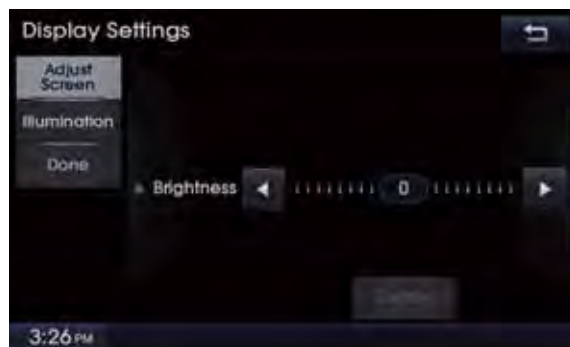 Display Settings
Adjust
Screen
Illumination
Done
Brightness 0
3:26 PM